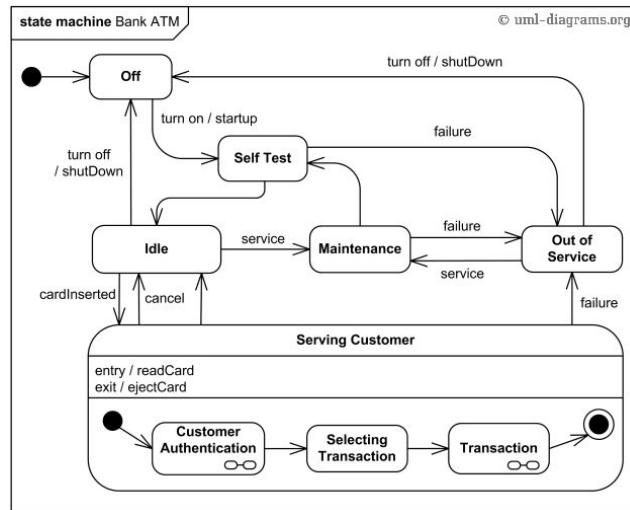 state machine Bank ATM
© uml-diagrams.org
Off
turn off / shutDown
turn on / startup
failure
turn off
/ shutDown
Self Test
Idle
service
Maintenance
failure
service
Out of
Service
cardInserted
cancel
failure
Serving Customer
entry / readCard
exit / ejectCard
Customer
Authentication
Selecting
Transaction
Transaction